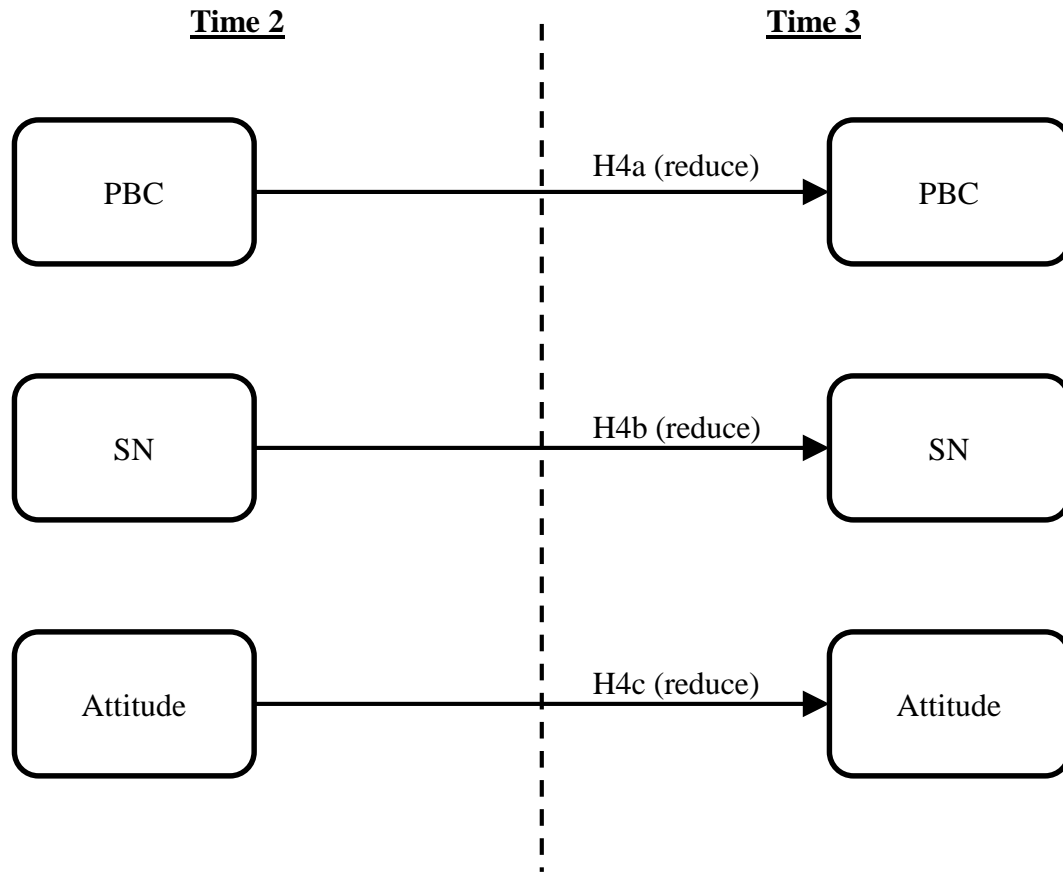 Time 2
Time 3
PBC
H4a (reduce)
PBC
SN
H4b (reduce)
SN
Attitude
H4c (reduce)
Attitude